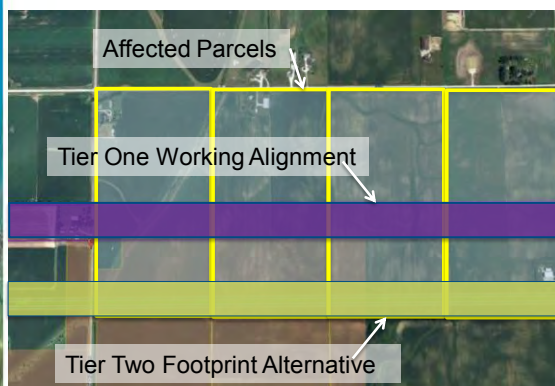 Affected Parcels
Tier One Working Alignment
Tier Two Footprint Alternative